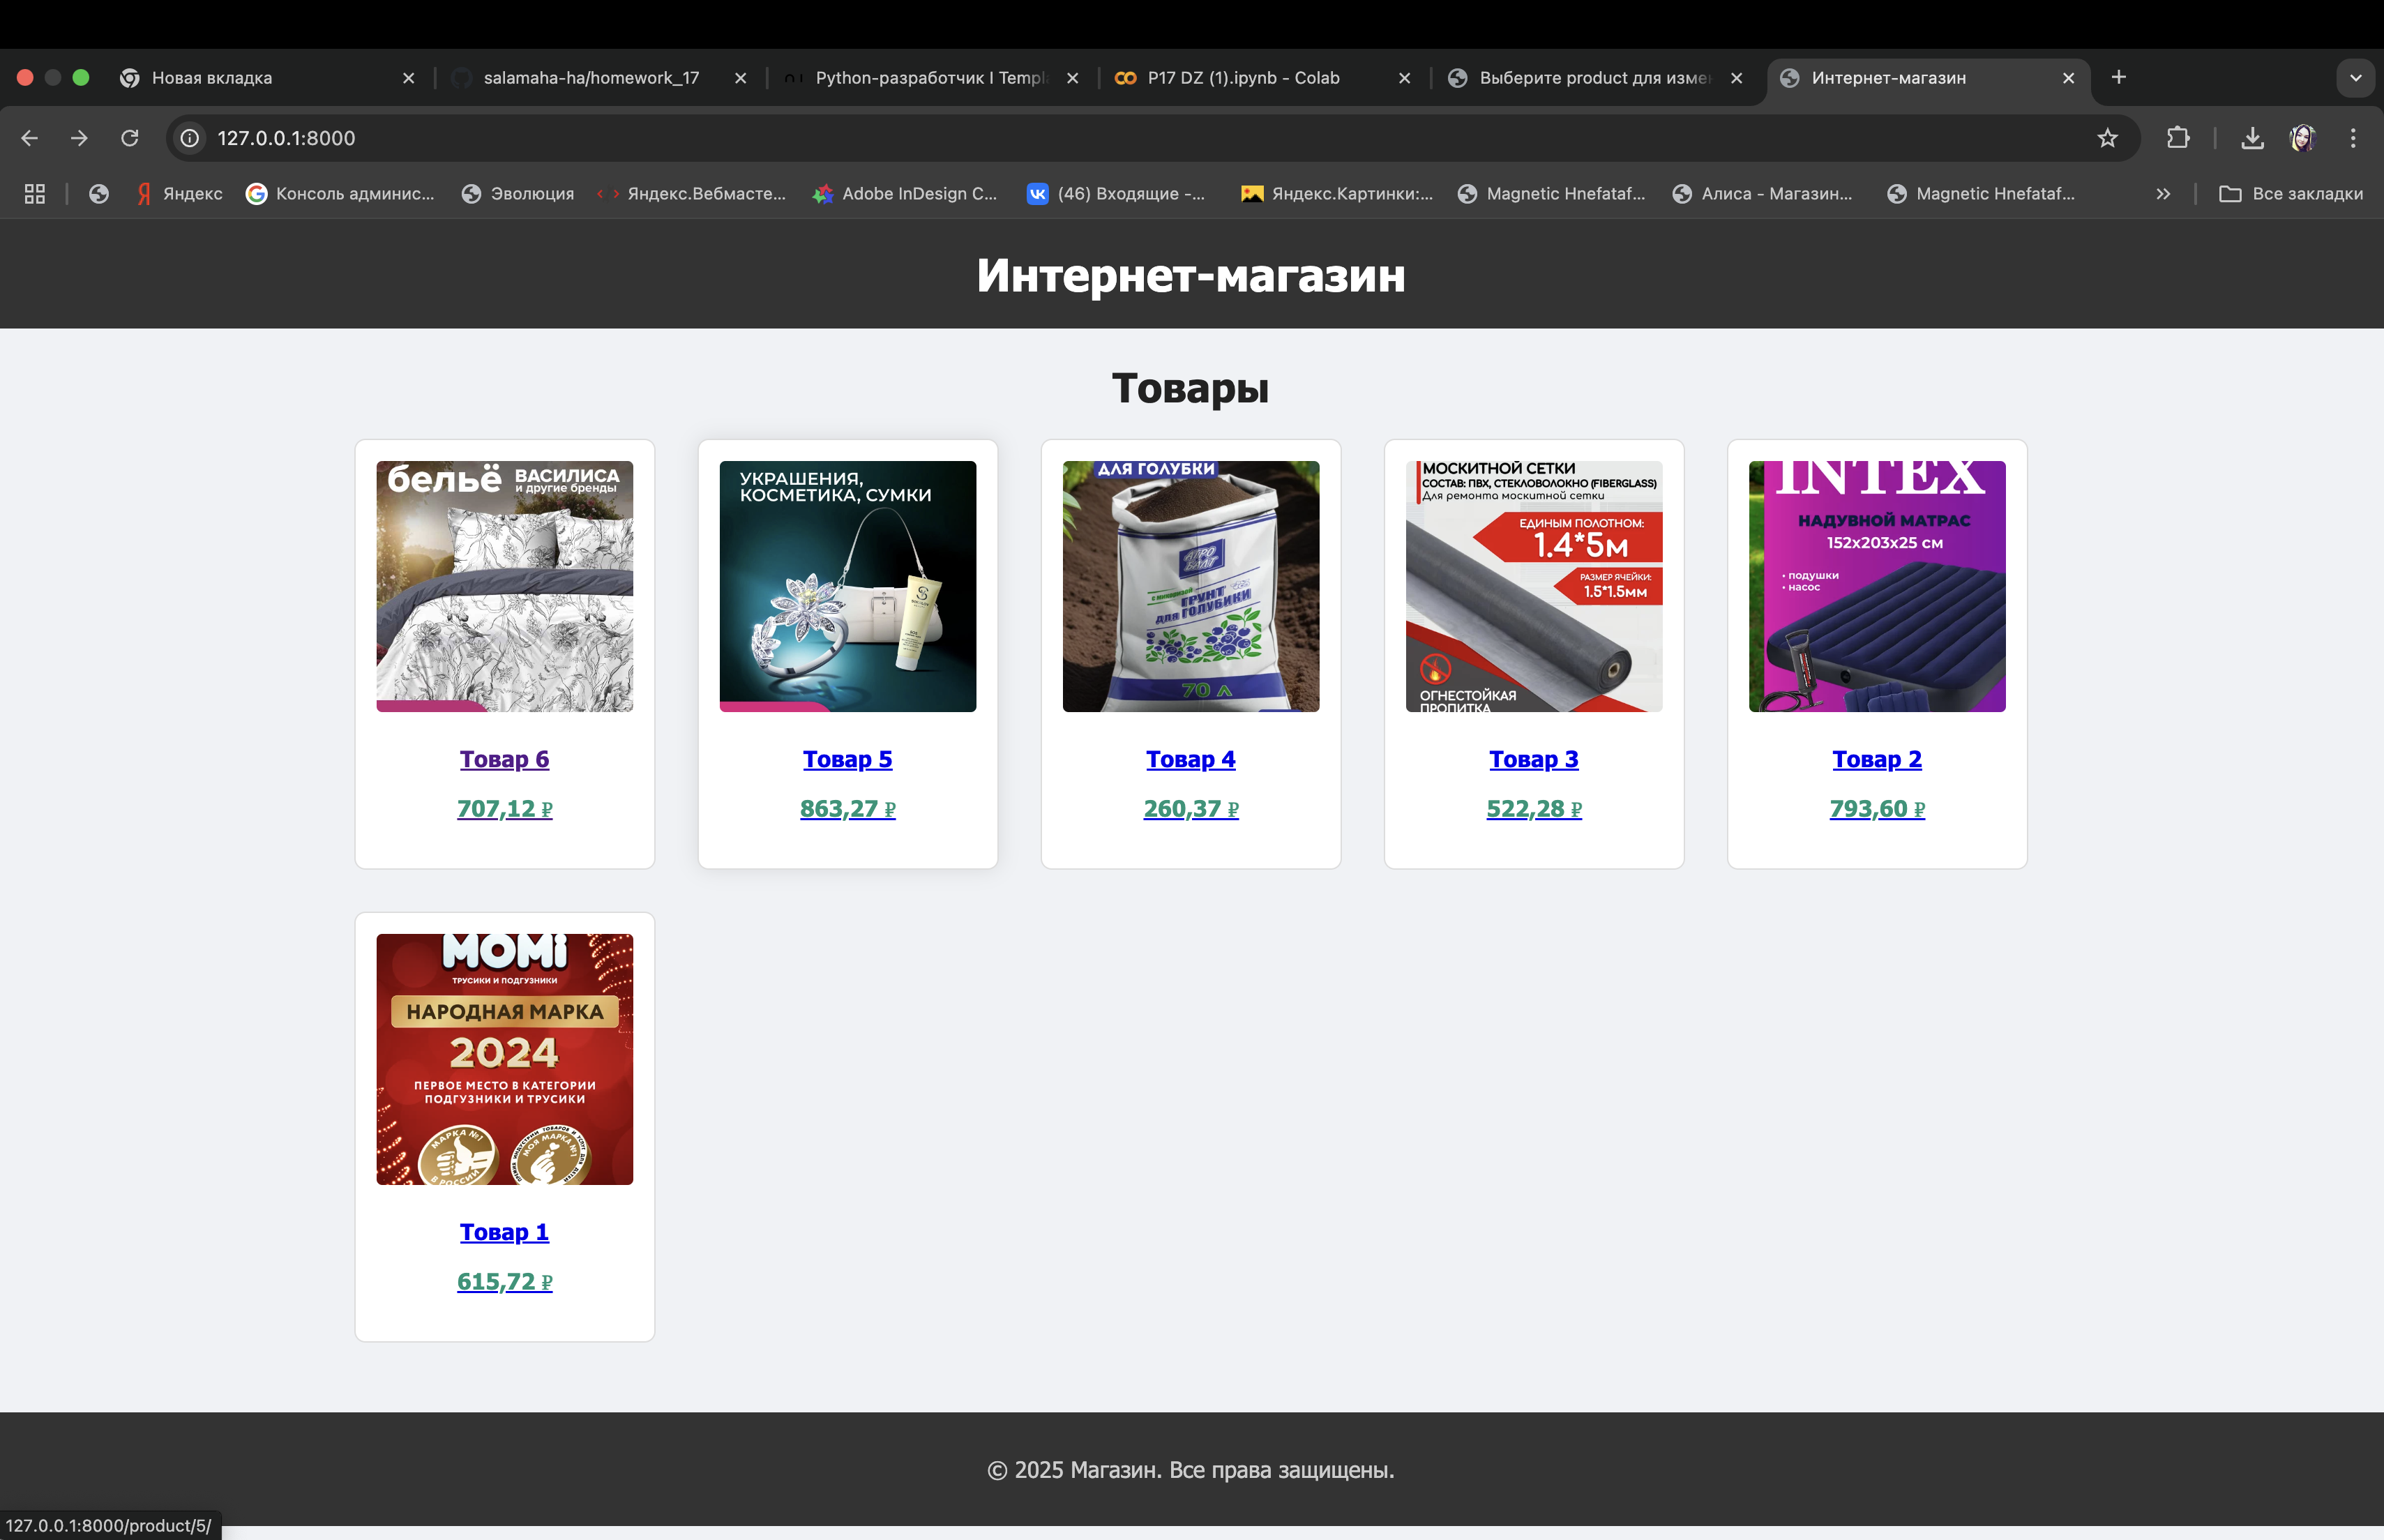 Новая вкладка
salamaha-ha/homework_17
Python-разработчик I Templ
P17 DZ (1).ipynb - Colab
Выберите product для изме
Интернет-магазин
127.0.0.1:8000
Яндекс
Консоль админис...
Эволюция
Яндекс.Вебмасте...
Adobe InDesign C...
(46) Входящие -...
Яндекс.Картинки:...
Magnetic Hnefataf...
Алиса - Магазин...
Magnetic Hnefataf...
Все закладки
Интернет-магазин
Товары
бельё ВАСИЛИСА
и другие бренды
Товар 6
707,12 ₽
УКРАШЕНИЯ,
КОСМЕТИКА, СУМКИ
Товар 5
863,27 ₽
ДЛЯ ГОЛУБКИ
АГРО
БАЛТ
ГРУНТ
ДЛЯ ГОЛУБИКИ
70 Л
Товар 4
260,37 ₽
МОСКИТНОЙ СЕТКИ
СОСТАВ: ПВХ, СТЕКЛОВОЛОКНО (FIBERGLASS)
Для ремонта москитной сетки
ЕДИНЫМ ПОЛОТНОМ:
1.4*5м
РАЗМЕР ЯЧЕЙКИ:
1.5*1.5мм
ОГНЕСТОЙКАЯ
ПРОПИТКА
Товар 3
522,28 ₽
INTEX
НАДУВНОЙ МАТРАС
152x203x25 см
• подушки
• насос
Товар 2
793,60 ₽
MOMI
ТРУСИКИ И ПОДГУЗНИКИ
НАРОДНАЯ МАРКА
2024
ПЕРВОЕ МЕСТО В КАТЕГОРИИ
ПОДГУЗНИКИ И ТРУСИКИ
МАРКА №1
В РОССИИ
МОЯ МАРКА №1
Товар 1
615,72 ₽
© 2025 Магазин. Все права защищены.
127.0.0.1:8000/product/5/